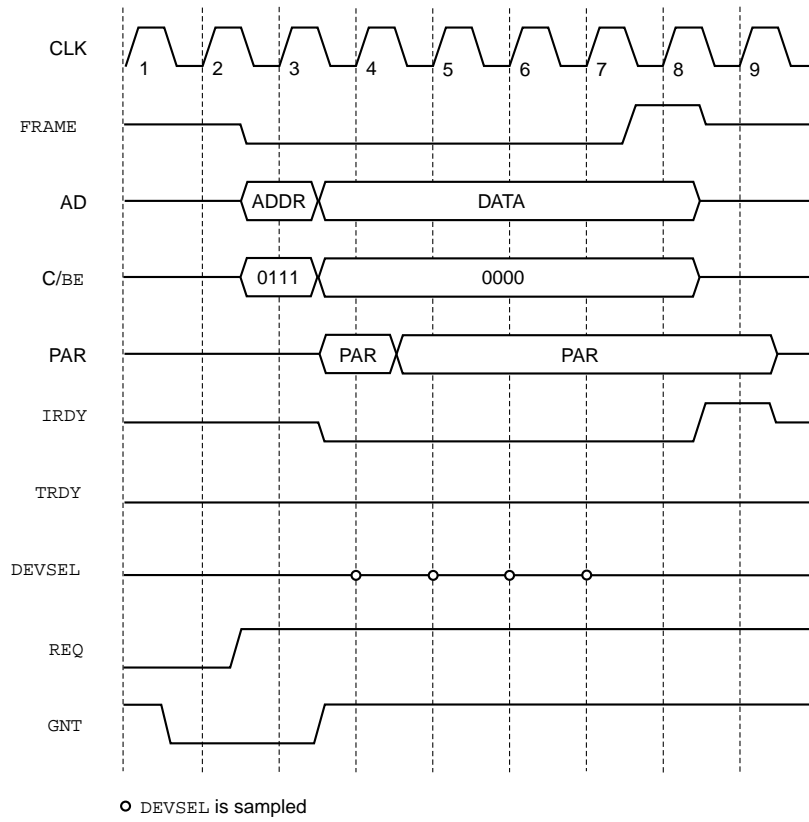 CLK
1 2 3 4 5 6 7 8 9
FRAME
AD ADDR DATA
C/BE 0111 0000
PAR PAR PAR
IRDY
TRDY
DEVSEL
REQ
GNT
DEVSEL is sampled